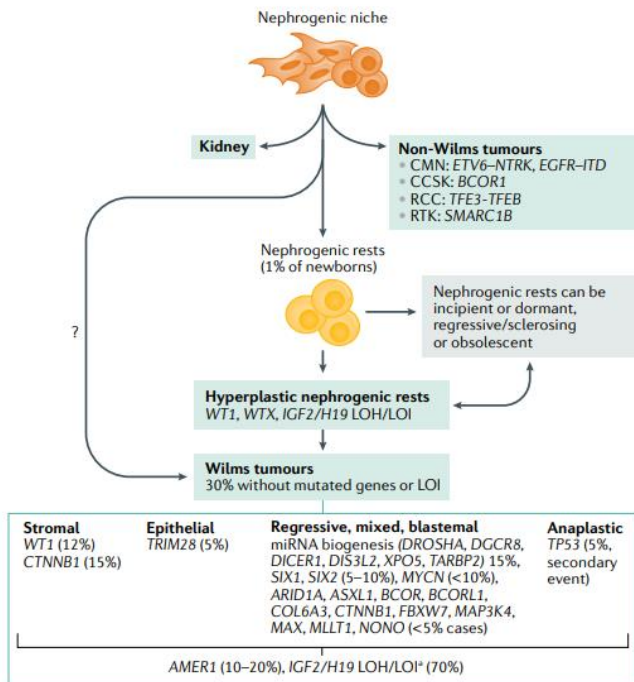 Nephrogenic niche
Kidney
Non-Wilms tumours
• CMN: ETV6–NTRK, EGFR–ITD
• CCSK: BCOR1
• RCC: TFE3-TFEB
• RTK: SMARC1B
Nephrogenic rests
(1% of newborns)
?
Nephrogenic rests can be
incipient or dormant,
regressive/sclerosing
or obsolescent
Hyperplastic nephrogenic rests
WT1, WTX, IGF2/H19 LOH/LOI
Wilms tumours
30% without mutated genes or LOI
Stromal
WT1 (12%)
CTNNB1 (15%)
Epithelial
TRIM28 (5%)
Regressive, mixed, blastemal
miRNA biogenesis (DROSHA, DGCR8,
DICER1, DIS3L2, XPO5, TARBP2) 15%,
SIX1, SIX2 (5–10%), MYCN (<10%),
ARID1A, ASXL1, BCOR, BCORL1,
COL6A3, CTNNB1, FBXW7, MAP3K4,
MAX, MLLT1, NONO (<5% cases)
Anaplastic
TP53 (5%,
secondary
event)
AMER1 (10–20%), IGF2/H19 LOH/LOIᵃ (70%)